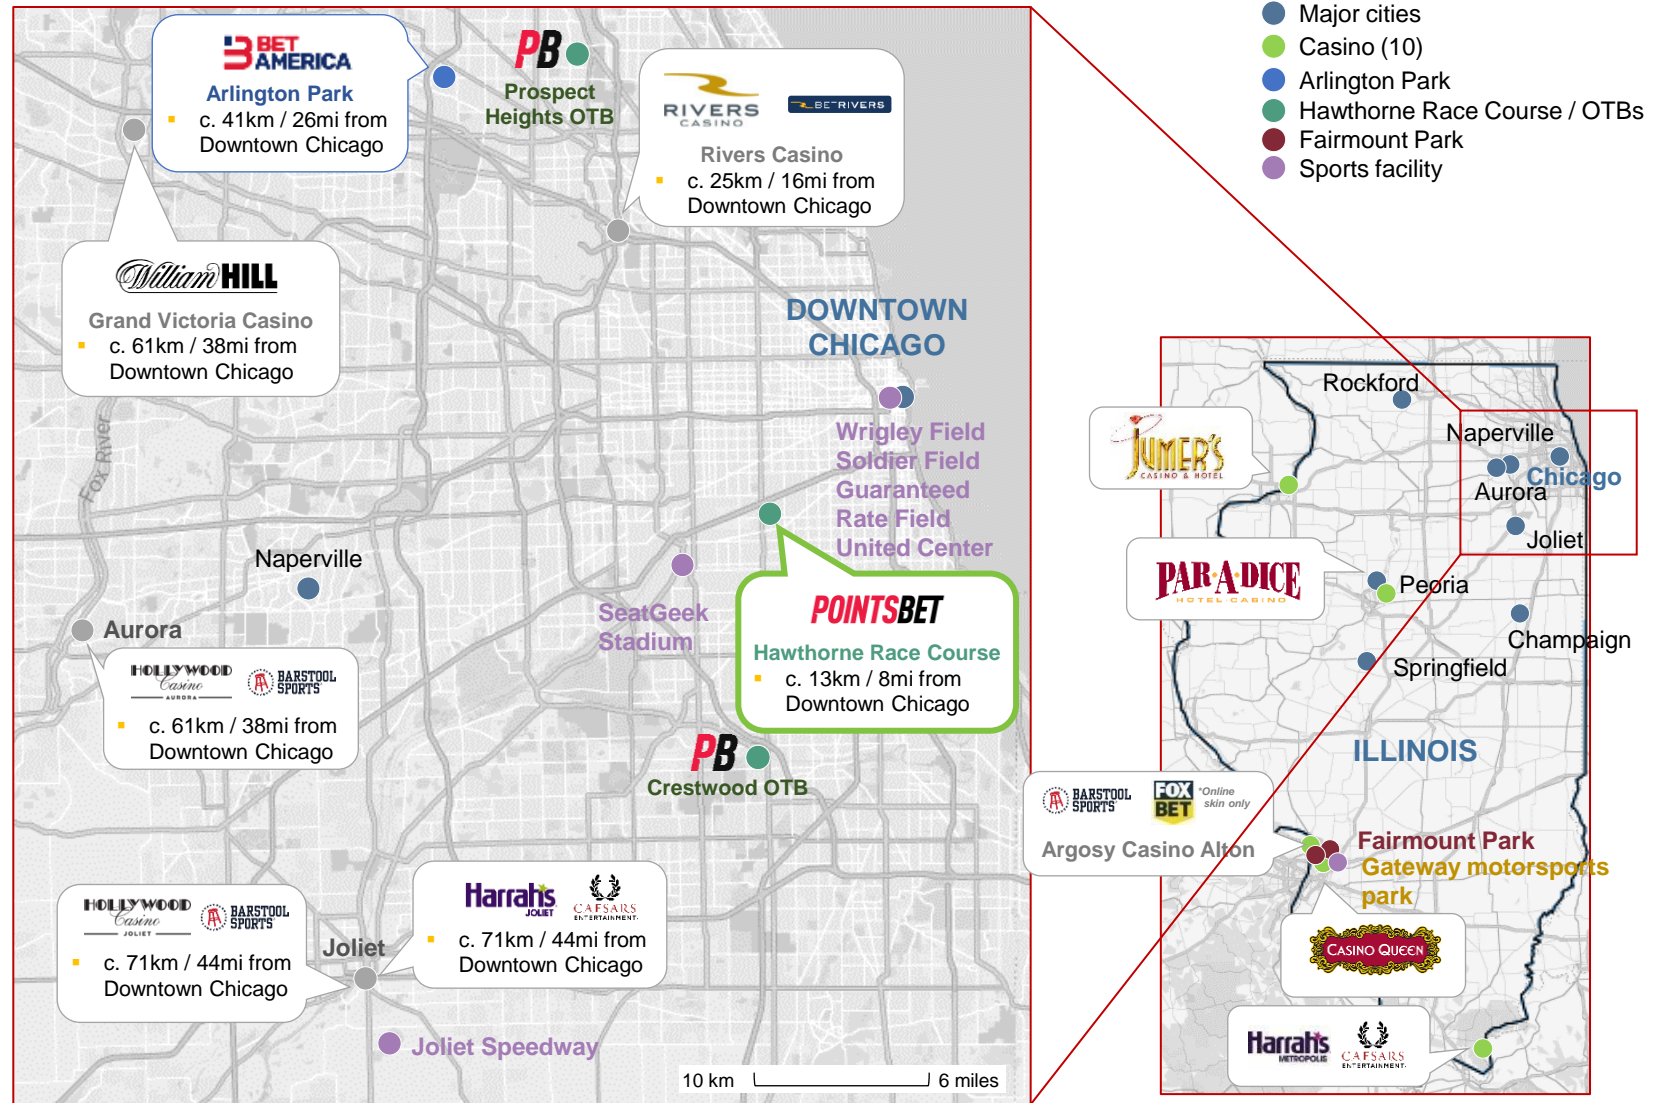 BET
AMERICA
Arlington Park
c. 41km / 26mi from
Downtown Chicago
PB
Prospect
Heights OTB
RIVERS
CASINO
BETRIVERS
Rivers Casino
c. 25km / 16mi from
Downtown Chicago
William HILL
Grand Victoria Casino
c. 61km / 38mi from
Downtown Chicago
DOWNTOWN
CHICAGO
Wrigley Field
Soldier Field
Guaranteed
Rate Field
United Center
Fox River
Naperville
Aurora
HOLLYWOOD
Casino
AURORA
BARSTOOL
SPORTS
c. 61km / 38mi from
Downtown Chicago
SeatGeek
Stadium
POINTSBET
Hawthorne Race Course
c. 13km / 8mi from
Downtown Chicago
PB
Crestwood OTB
HOLLYWOOD
Casino
JOLIET
BARSTOOL
SPORTS
c. 71km / 44mi from
Downtown Chicago
Joliet
Harrah's
JOLIET
CAESARS
ENTERTAINMENT
c. 71km / 44mi from
Downtown Chicago
Joliet Speedway
10 km
6 miles
Major cities
Casino (10)
Arlington Park
Hawthorne Race Course / OTBs
Fairmount Park
Sports facility
Rockford
Naperville
Chicago
Aurora
Joliet
JUMER'S
CASINO & HOTEL
PAR-A-DICE
HOTEL·CASINO
Peoria
Champaign
Springfield
ILLINOIS
BARSTOOL
SPORTS
FOX
BET
*Online
skin only
Argosy Casino Alton
Fairmount Park
Gateway motorsports
park
CASINO QUEEN
Harrah's
METROPOLIS
CAESARS
ENTERTAINMENT